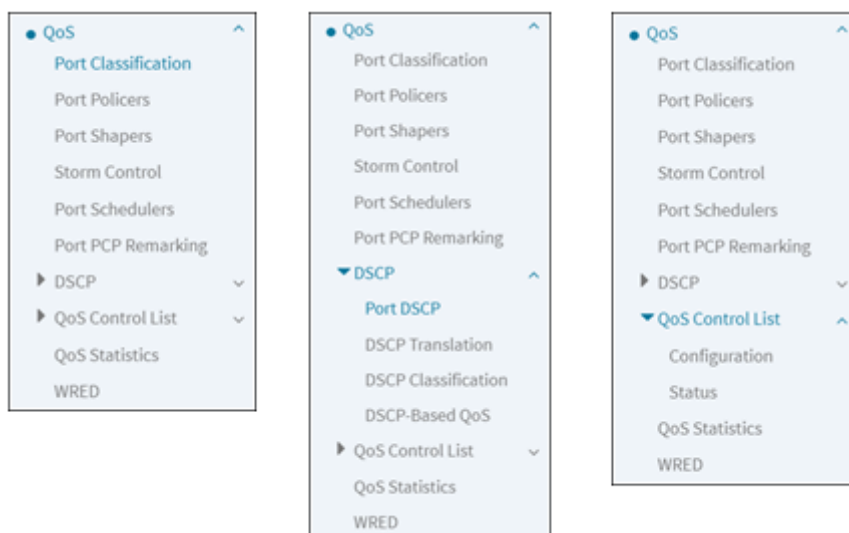 QoS
Port Classification
Port Policers
Port Shapers
Storm Control
Port Schedulers
Port PCP Remarking
DSCP
QoS Control List
QoS Statistics
WRED
QoS
Port Classification
Port Policers
Port Shapers
Storm Control
Port Schedulers
Port PCP Remarking
DSCP
Port DSCP
DSCP Translation
DSCP Classification
DSCP-Based QoS
QoS Control List
QoS Statistics
WRED
QoS
Port Classification
Port Policers
Port Shapers
Storm Control
Port Schedulers
Port PCP Remarking
DSCP
QoS Control List
Configuration
Status
QoS Statistics
WRED